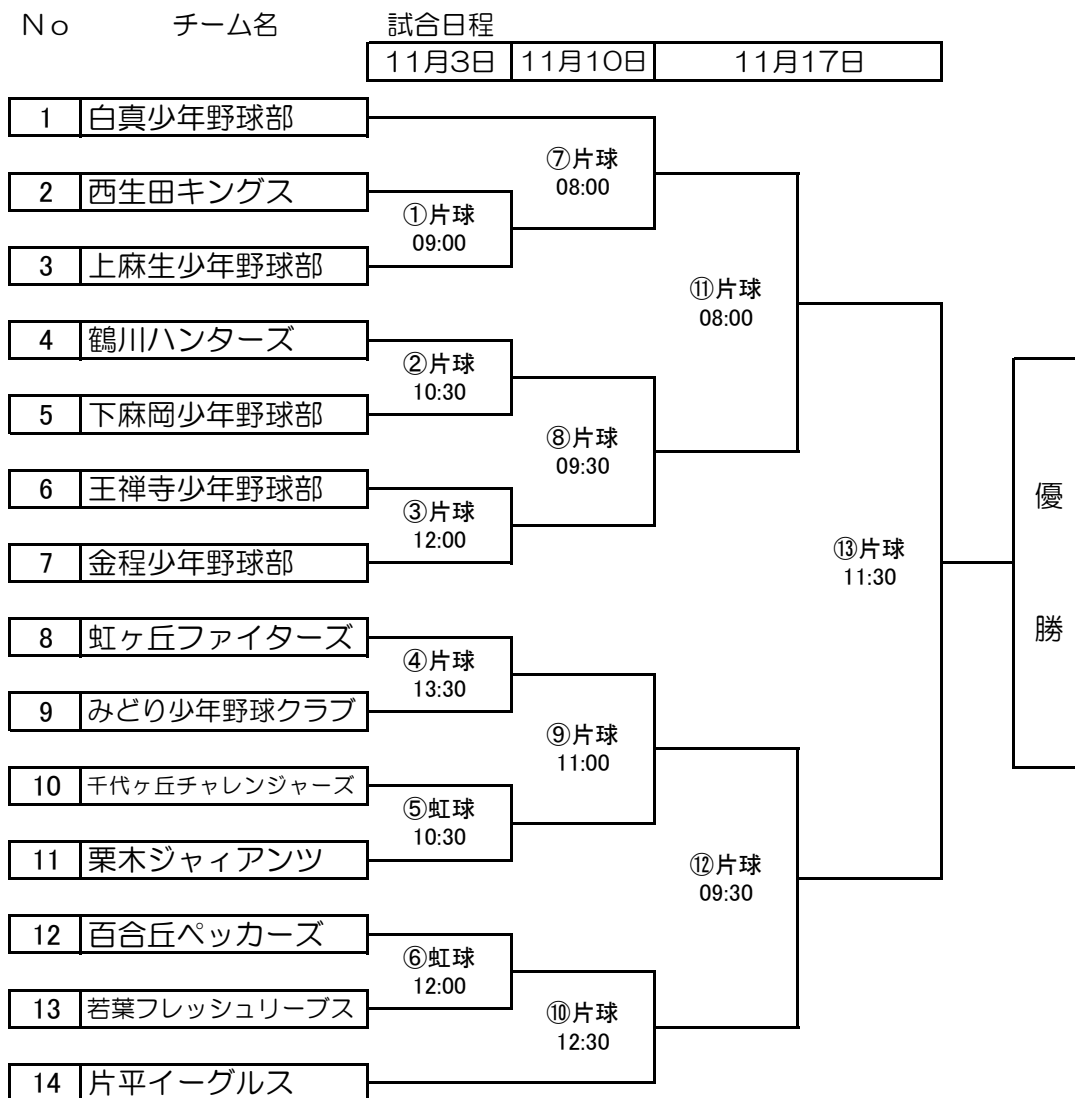 No チーム名 試合日程
11月3日 11月10日 11月17日
1 白真少年野球部
⑦片球
08:00
2 西生田キングス
①片球
09:00
3 上麻生少年野球部
⑪片球
08:00
4 鶴川ハンターズ
②片球
10:30
5 下麻岡少年野球部
⑧片球
09:30
6 王禅寺少年野球部
③片球
12:00
7 金程少年野球部
⑬片球
11:30
優
勝
8 虹ヶ丘ファイターズ
④片球
13:30
9 みどり少年野球クラブ
⑨片球
11:00
10 千代ヶ丘チャレンジャーズ
⑤虹球
10:30
11 栗木ジャィアンツ
⑫片球
09:30
12 百合丘ペッカーズ
⑥虹球
12:00
13 若葉フレッシュリーブス
⑩片球
12:30
14 片平イーグルス